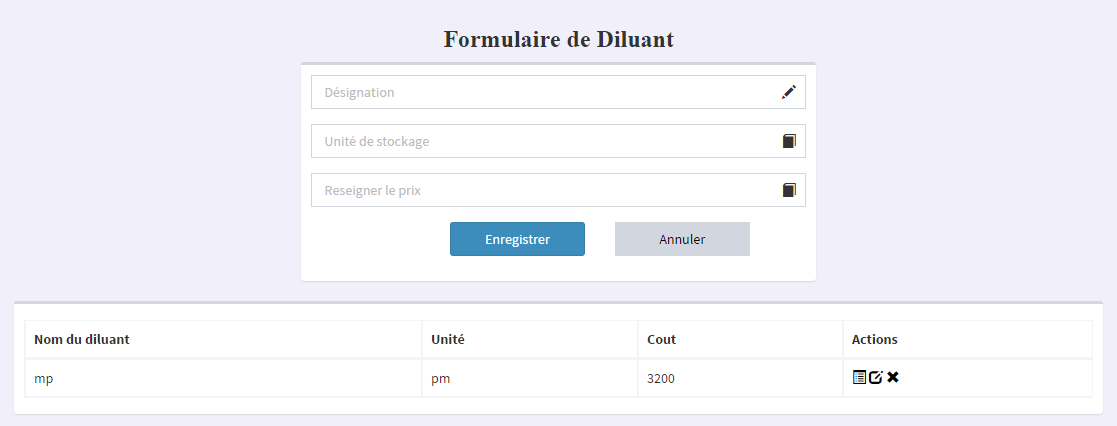 Formulaire de Diluant
Désignation
Unité de stockage
Reseigner le prix
Enregistrer Annuler
Nom du diluant Unité Cout Actions
mp pm 3200